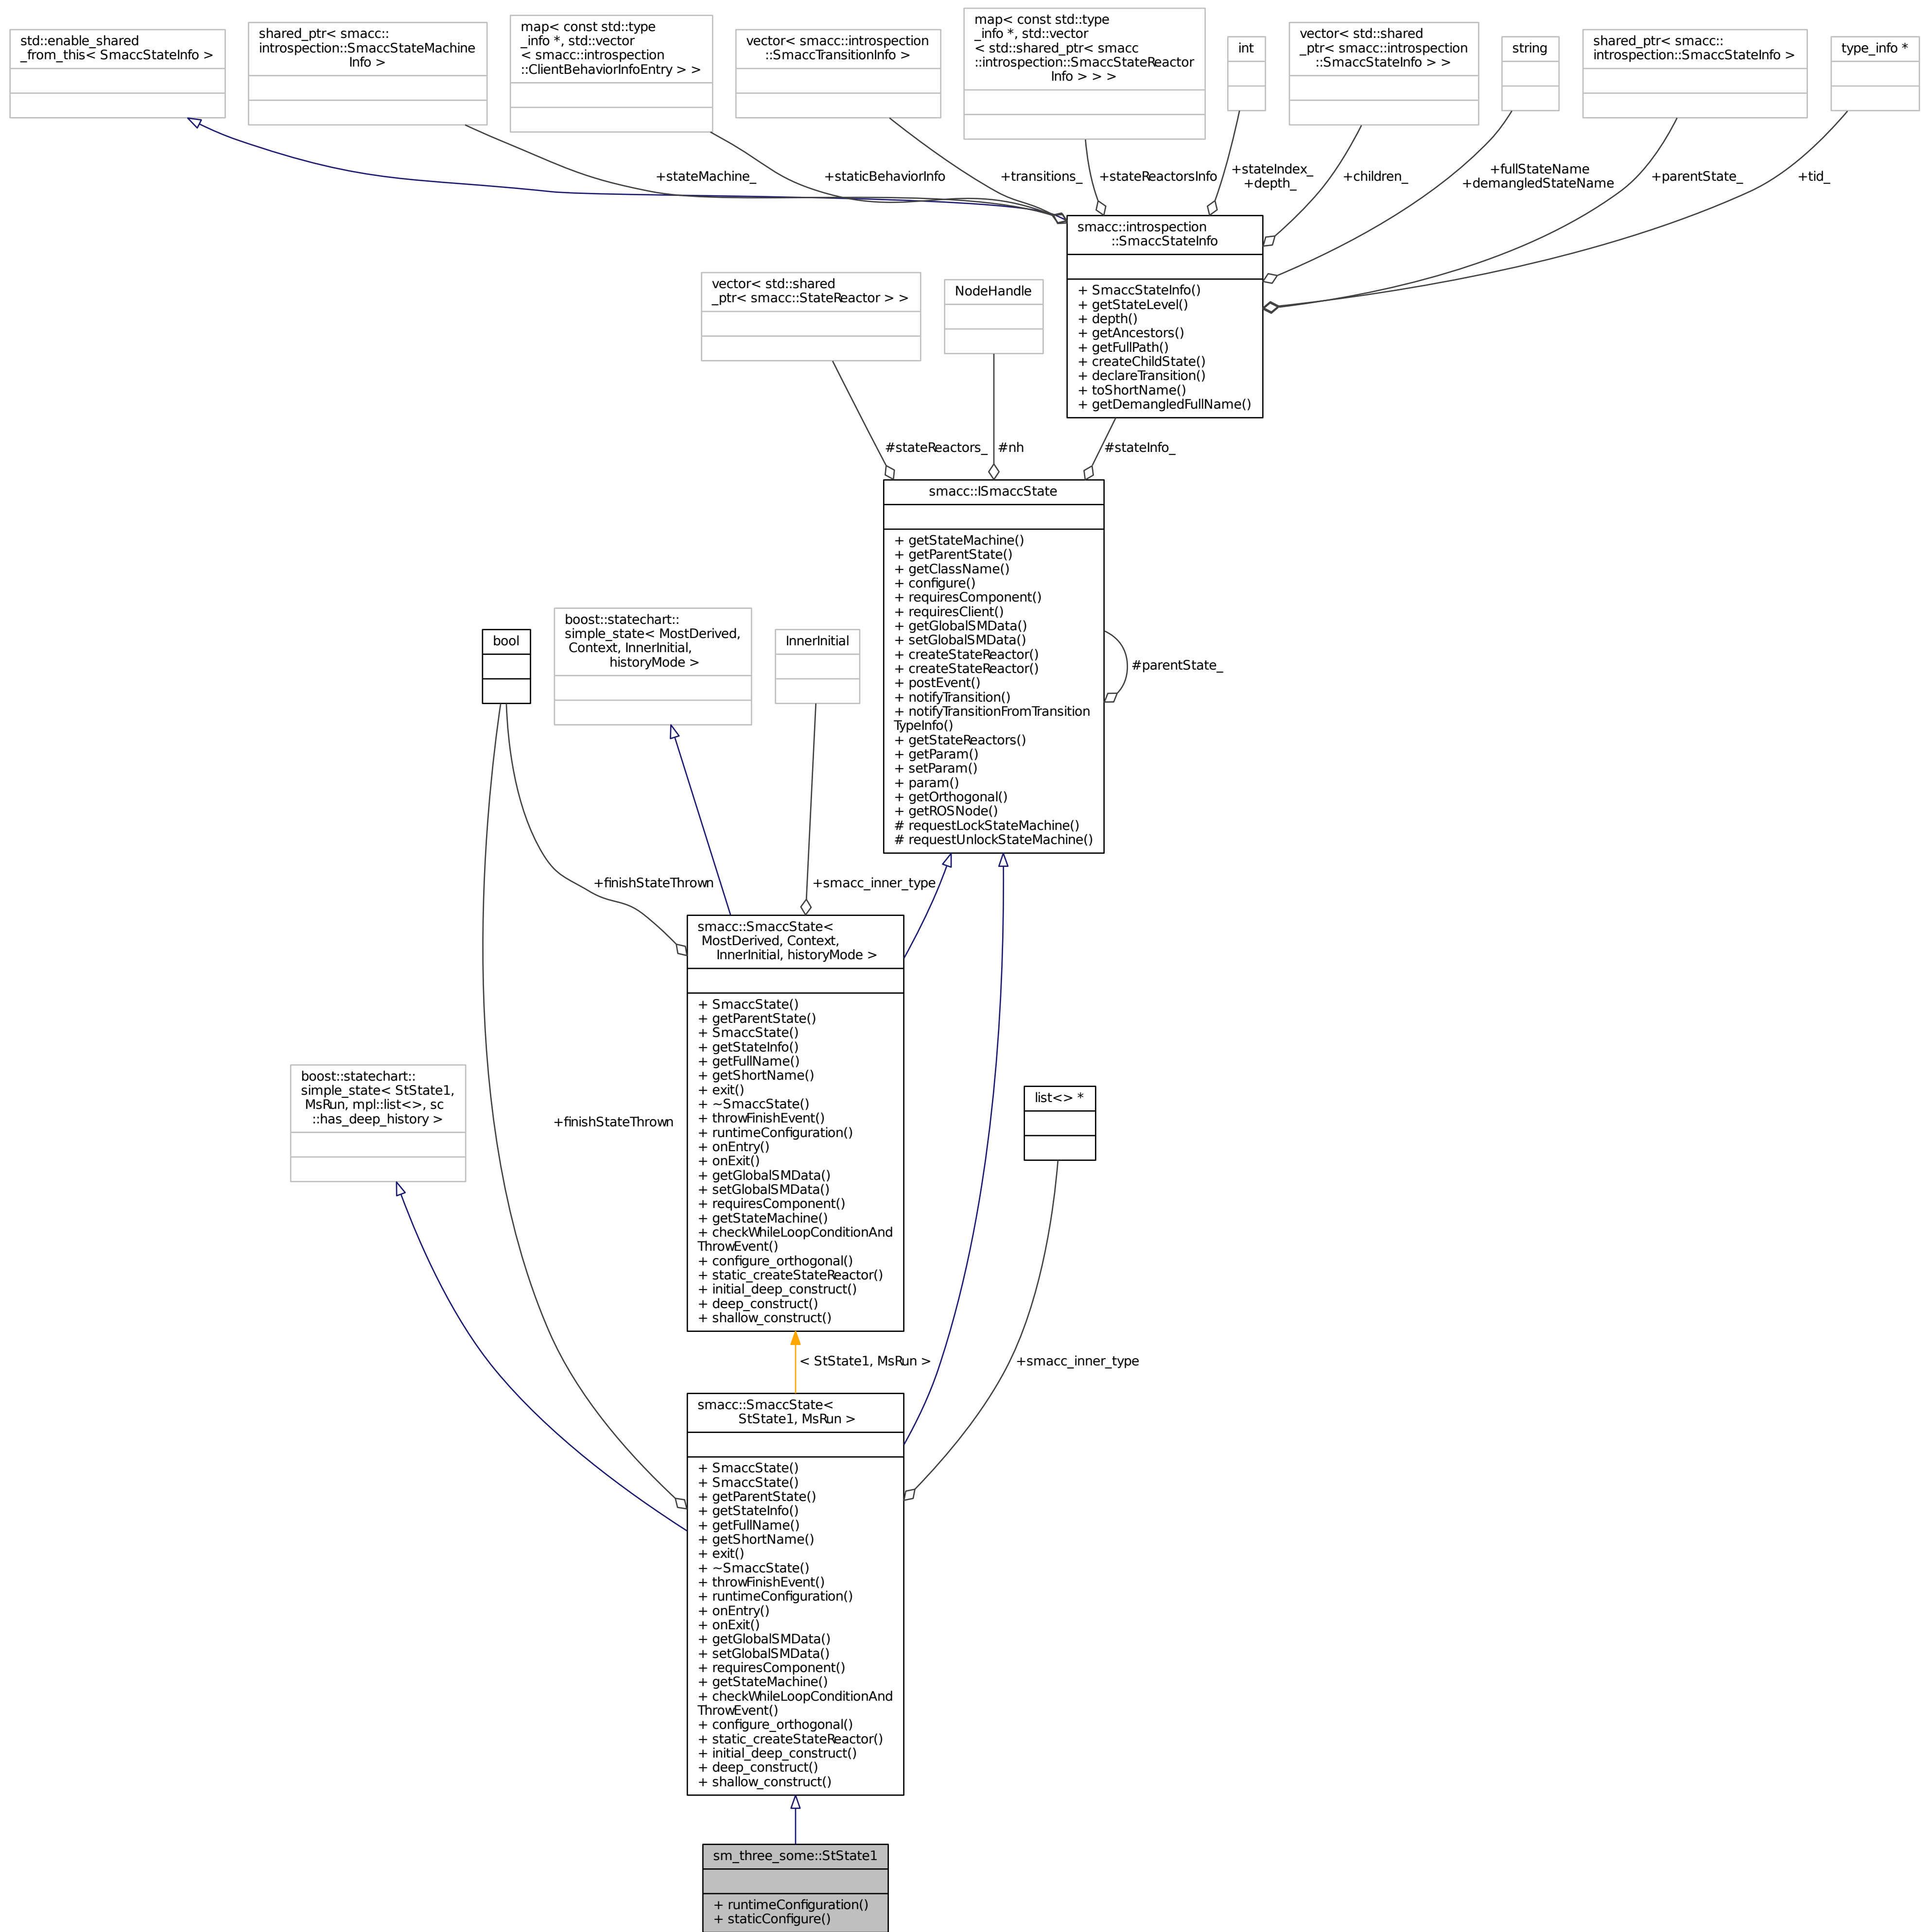 std::enable_shared
_from_this< SmaccStateInfo >
shared_ptr< smacc::
introspection::SmaccStateMachine
Info >
map< const std::type
_info *, std::vector
< smacc::introspection
::ClientBehaviorInfoEntry > >
vector< smacc::introspection
::SmaccTransitionInfo >
map< const std::type
_info *, std::vector
< std::shared_ptr< smacc
::introspection::SmaccStateReactor
Info > > >
int
vector< std::shared
_ptr< smacc::introspection
::SmaccStateInfo > >
string
shared_ptr< smacc::
introspection::SmaccStateInfo >
type_info *
+stateMachine_
+staticBehaviorInfo
+transitions_
+stateReactorsInfo
+stateIndex_
+depth_
+children_
+fullStateName
+demangledStateName
+parentState_
+tid_
smacc::introspection
::SmaccStateInfo
+ SmaccStateInfo()
+ getStateLevel()
+ depth()
+ getAncestors()
+ getFullPath()
+ createChildState()
+ declareTransition()
+ toShortName()
+ getDemangledFullName()
vector< std::shared
_ptr< smacc::StateReactor > >
NodeHandle
#stateReactors_
#nh
#stateInfo_
smacc::ISmaccState
+ getStateMachine()
+ getParentState()
+ getClassName()
+ configure()
+ requiresComponent()
+ requiresClient()
+ getGlobalSMData()
+ setGlobalSMData()
+ createStateReactor()
+ createStateReactor()
+ postEvent()
+ notifyTransition()
+ notifyTransitionFromTransition
TypeInfo()
+ getStateReactors()
+ getParam()
+ setParam()
+ param()
+ getOrthogonal()
+ getROSNode()
# requestLockStateMachine()
# requestUnlockStateMachine()
#parentState_
bool
boost::statechart::
simple_state< MostDerived,
Context, InnerInitial,
historyMode >
InnerInitial
+finishStateThrown
+smacc_inner_type
smacc::SmaccState<
MostDerived, Context,
InnerInitial, historyMode >
+ SmaccState()
+ getParentState()
+ SmaccState()
+ getStateInfo()
+ getFullName()
+ getShortName()
+ exit()
+ ~SmaccState()
+ throwFinishEvent()
+ runtimeConfiguration()
+ onEntry()
+ onExit()
+ getGlobalSMData()
+ setGlobalSMData()
+ requiresComponent()
+ getStateMachine()
+ checkWhileLoopConditionAnd
ThrowEvent()
+ configure_orthogonal()
+ static_createStateReactor()
+ initial_deep_construct()
+ deep_construct()
+ shallow_construct()
boost::statechart::
simple_state< StState1,
MsRun, mpl::list<>, sc
::has_deep_history >
+finishStateThrown
list<> *
< StState1, MsRun >
+smacc_inner_type
smacc::SmaccState<
StState1, MsRun >
+ SmaccState()
+ SmaccState()
+ getParentState()
+ getStateInfo()
+ getFullName()
+ getShortName()
+ exit()
+ ~SmaccState()
+ throwFinishEvent()
+ runtimeConfiguration()
+ onEntry()
+ onExit()
+ getGlobalSMData()
+ setGlobalSMData()
+ requiresComponent()
+ getStateMachine()
+ checkWhileLoopConditionAnd
ThrowEvent()
+ configure_orthogonal()
+ static_createStateReactor()
+ initial_deep_construct()
+ deep_construct()
+ shallow_construct()
sm_three_some::StState1
+ runtimeConfiguration()
+ staticConfigure()